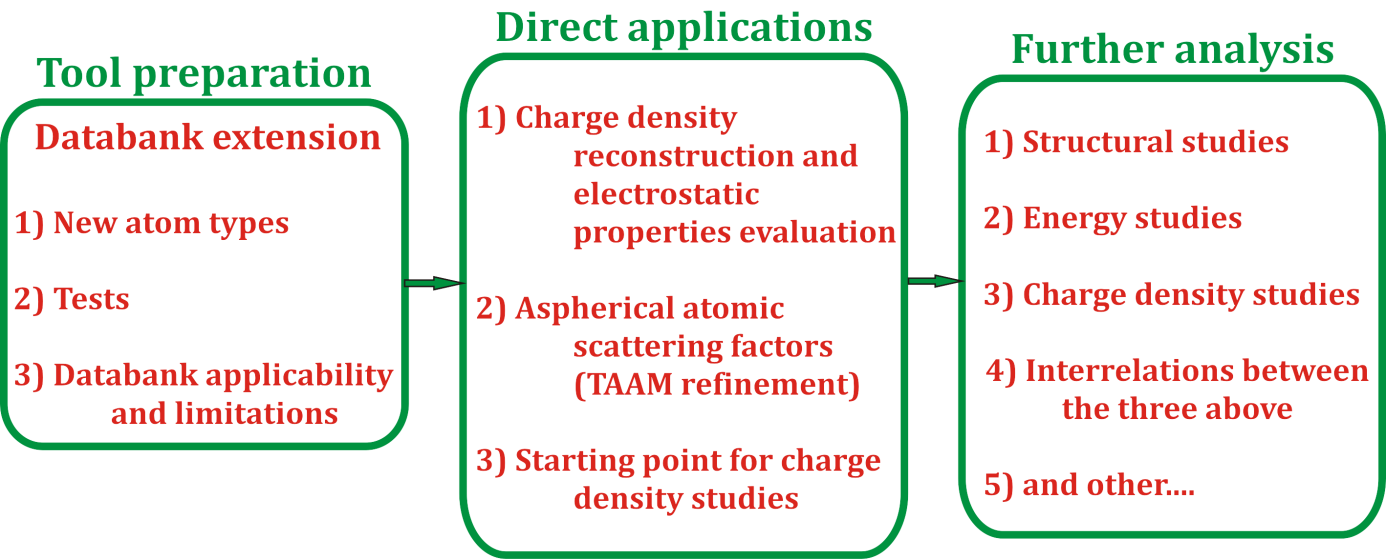 Tool preparation
Databank extension
1) New atom types
2) Tests
3) Databank applicability
and limitations
Direct applications
1) Charge density
reconstruction and
electrostatic
properties evaluation
2) Aspherical atomic
scattering factors
(TAAM refinement)
3) Starting point for charge
density studies
Further analysis
1) Structural studies
2) Energy studies
3) Charge density studies
4) Interrelations between
the three above
5) and other....